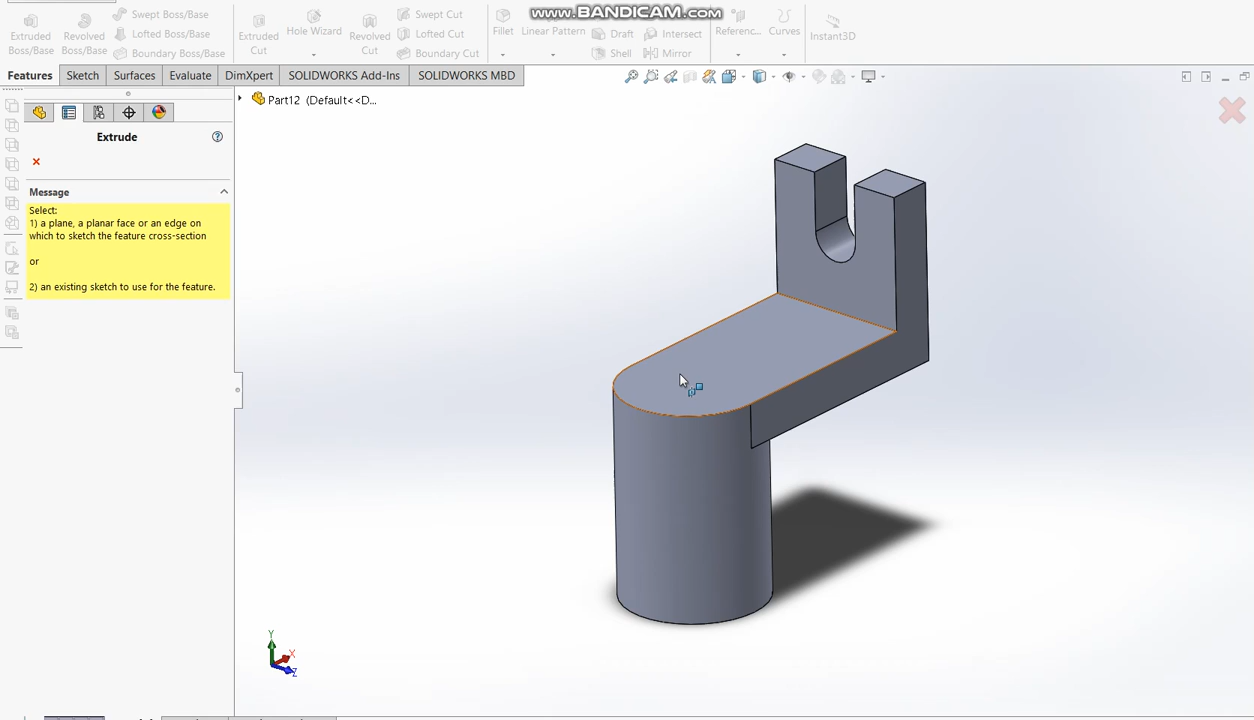 www.BANDICAM.com
Extruded Boss/Base
Revolved Boss/Base
Swept Boss/Base
Lofted Boss/Base
Boundary Boss/Base
Extruded Cut
Hole Wizard
Revolved Cut
Swept Cut
Lofted Cut
Boundary Cut
Fillet
Linear Pattern
Draft
Shell
Intersect
Mirror
Referenc...
Curves
Instant3D
Features
Sketch
Surfaces
Evaluate
DimXpert
SOLIDWORKS Add-Ins
SOLIDWORKS MBD
Part12 (Default<<D...
Extrude
Message
Select:
1) a plane, a planar face or an edge on
which to sketch the feature cross-section
or
2) an existing sketch to use for the feature.
Y
X
Z